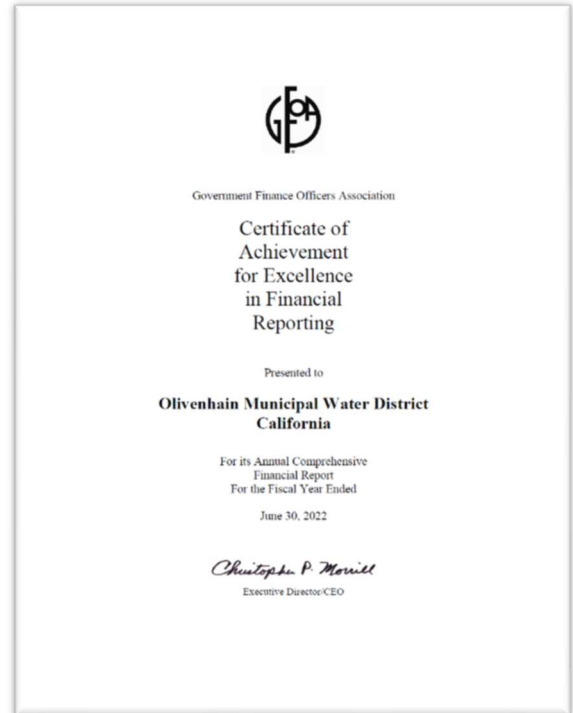 GFOA
Government Finance Officers Association
Certificate of
Achievement
for Excellence
in Financial
Reporting
Presented to
Olivenhain Municipal Water District
California
For its Annual Comprehensive
Financial Report
For the Fiscal Year Ended
June 30, 2022
Christopher P. Morrill
Executive Director/CEO